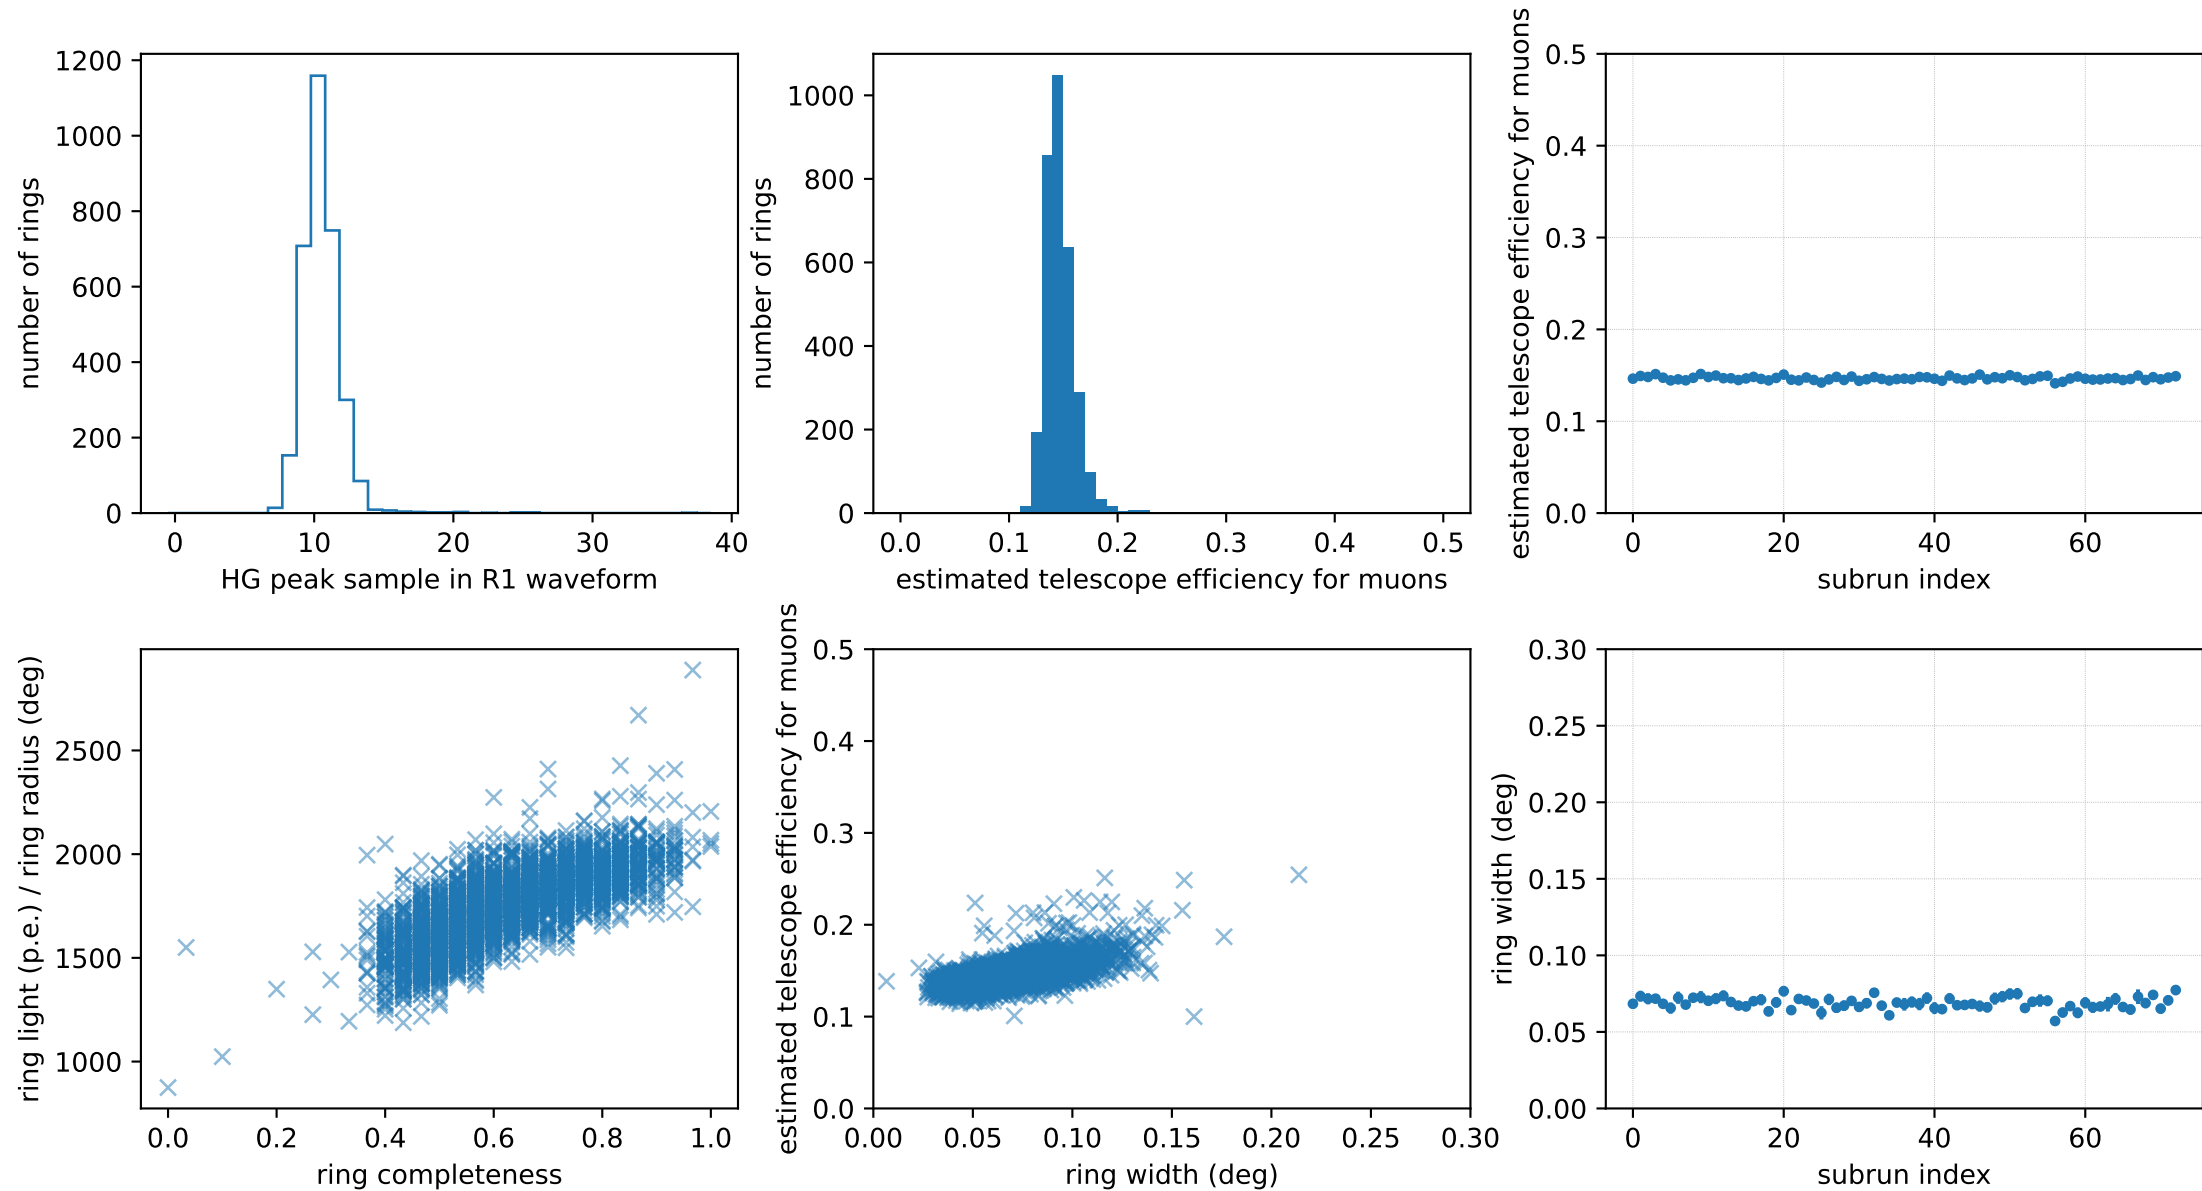 number of rings
1200
1000
800
600
400
200
0
0 10 20 30 40
HG peak sample in R1 waveform
number of rings
1000
800
600
400
200
0
0.0 0.1 0.2 0.3 0.4 0.5
estimated telescope efficiency for muons
estimated telescope efficiency for muons
0.5
0.4
0.3
0.2
0.1
0.0
0 20 40 60
subrun index
ring light (p.e.) / ring radius (deg)
2500
2000
1500
1000
0.0 0.2 0.4 0.6 0.8 1.0
ring completeness
estimated telescope efficiency for muons
0.5
0.4
0.3
0.2
0.1
0.0
0.00 0.05 0.10 0.15 0.20 0.25 0.30
ring width (deg)
ring width (deg)
0.30
0.25
0.20
0.15
0.10
0.05
0.00
0 20 40 60
subrun index